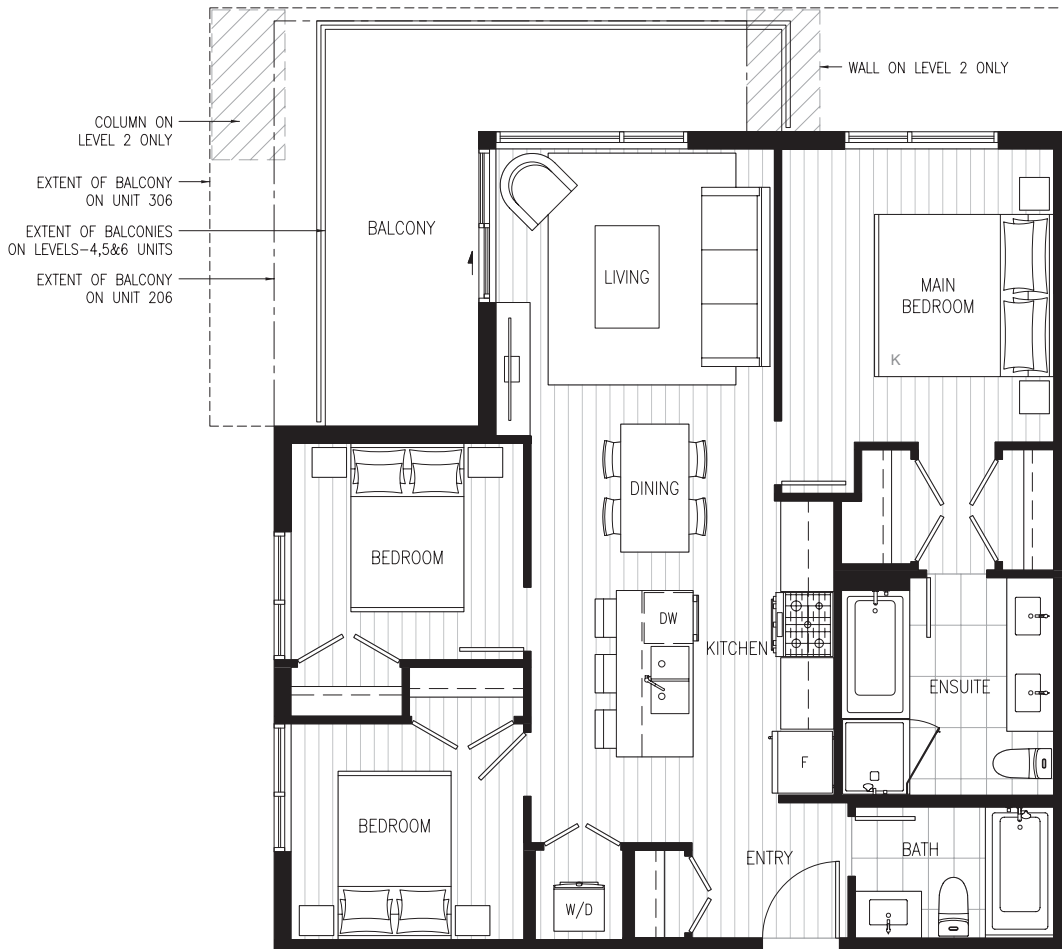 WALL ON LEVEL 2 ONLY
COLUMN ON
LEVEL 2 ONLY
EXTENT OF BALCONY
ON UNIT 306
EXTENT OF BALCONIES
ON LEVELS-4,5&6 UNITS
EXTENT OF BALCONY
ON UNIT 206
BALCONY
LIVING
MAIN
BEDROOM
K
DINING
BEDROOM
DW
KITCHEN
ENSUITE
F
BEDROOM
ENTRY
BATH
W/D